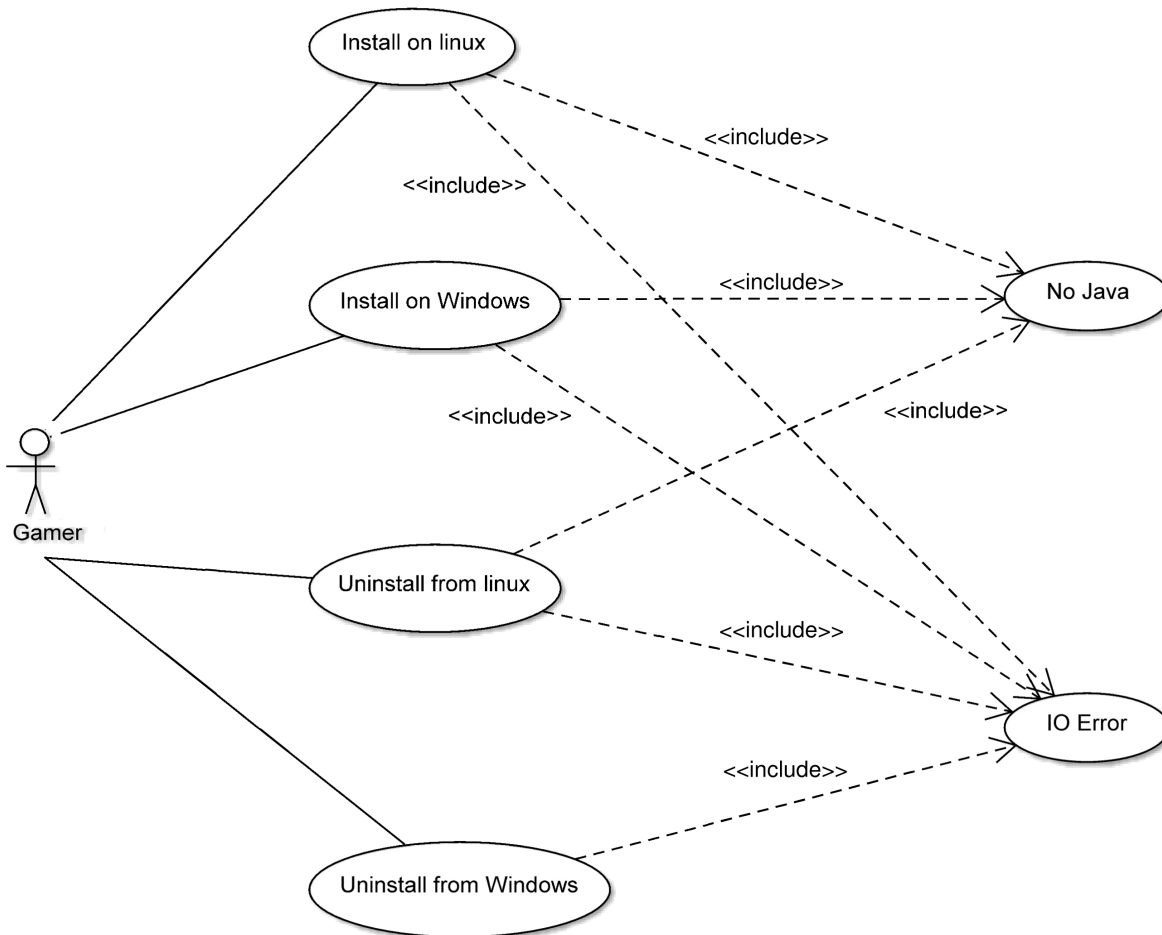 Install on linux
<<include>>
<<include>>
Install on Windows
<<include>>
No Java
<<include>>
<<include>>
Gamer
Uninstall from linux
<<include>>
IO Error
<<include>>
Uninstall from Windows